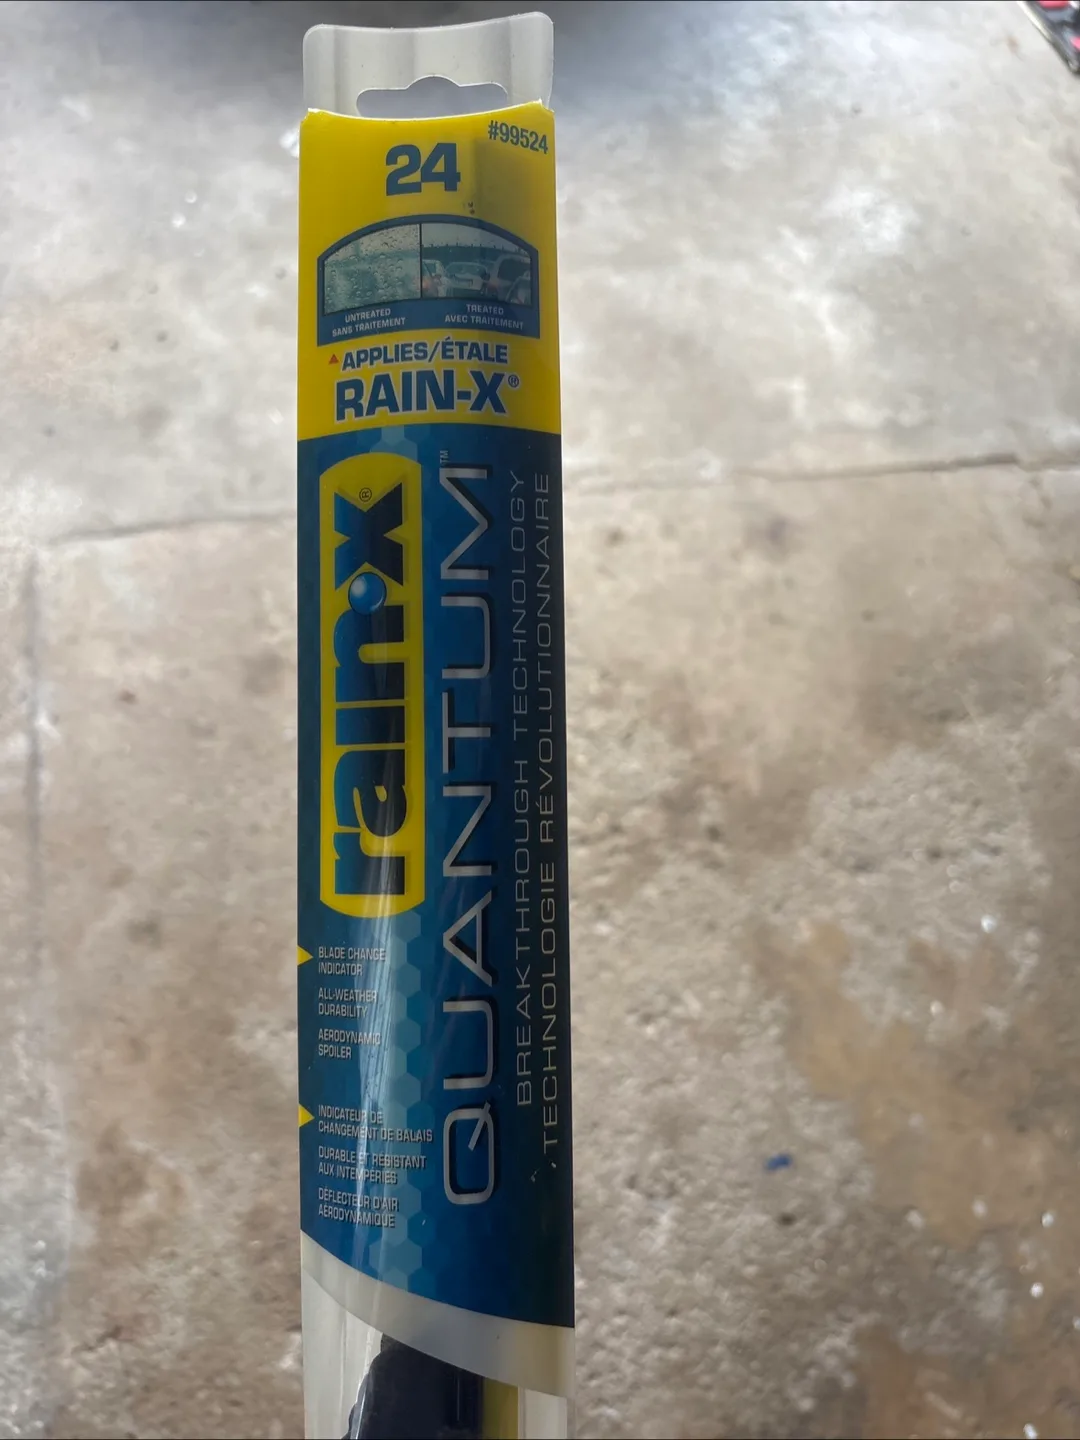 #99524
24
UNTREATED
SANS TRAITEMENT
TREATED
AVEC TRAITEMENT
APPLIES/ÉTALE
RAIN-X®
rain·x®
QUANTUM™
BREAKTHROUGH TECHNOLOGY
TECHNOLOGIE RÉVOLUTIONNAIRE
BLADE CHANGE
INDICATOR
ALL-WEATHER
DURABILITY
AERODYNAMIC
SPOILER
INDICATEUR DE
CHANGEMENT DE BALAIS
DURABLE ET RÉSISTANT
AUX INTEMPÉRIES
DÉFLECTEUR D'AIR
AÉRODYNAMIQUE